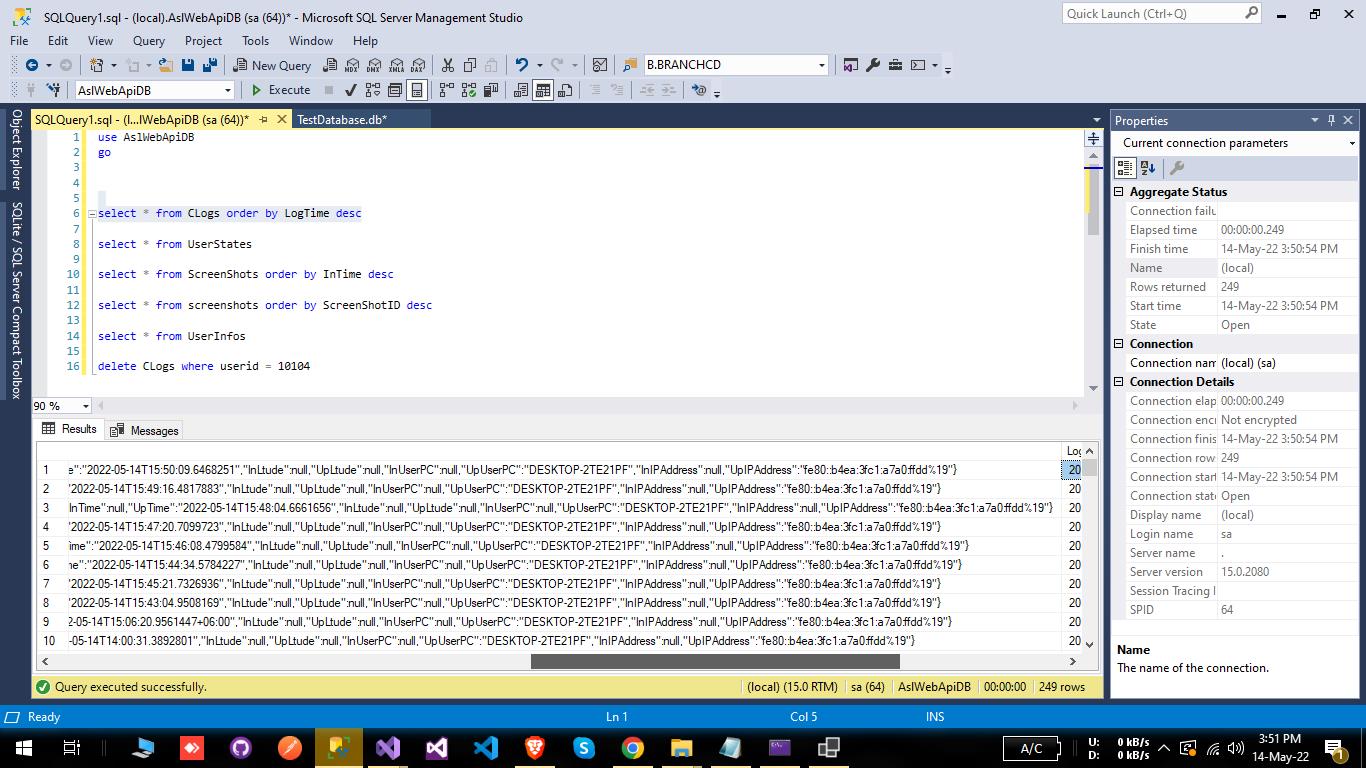 SQLQuery1.sql - (local).AslWebApiDB (sa (64))* - Microsoft SQL Server Management Studio
Quick Launch (Ctrl+Q)
File Edit View Query Project Tools Window Help
New Query MDX DMX XMLA DAX B.BRANCHCD
AslWebApiDB Execute
SQLQuery1.sql - (l...lWebApiDB (sa (64))* TestDatabase.db*
Object Explorer
SQLite / SQL Server Compact Toolbox
1 use AslWebApiDB
2 go
3
4
5
6 select * from CLogs order by LogTime desc
7
8 select * from UserStates
9
10 select * from ScreenShots order by InTime desc
11
12 select * from screenshots order by ScreenShotID desc
13
14 select * from UserInfos
15
16 delete CLogs where userid = 10104
90 %
Results Messages
Log
1 e":"2022-05-14T15:50:09.6468251","InLtude":null,"UpLtude":null,"InUserPC":null,"UpUserPC":"DESKTOP-2TE21PF","InIPAddress":null,"UpIPAddress":"fe80::b4ea:3fc1:a7a0:ffdd%19"} 20
2 "2022-05-14T15:49:16.4817883","InLtude":null,"UpLtude":null,"InUserPC":null,"UpUserPC":"DESKTOP-2TE21PF","InIPAddress":null,"UpIPAddress":"fe80::b4ea:3fc1:a7a0:ffdd%19"} 20
3 InTime":null,"UpTime":"2022-05-14T15:48:04.6661656","InLtude":null,"UpLtude":null,"InUserPC":null,"UpUserPC":"DESKTOP-2TE21PF","InIPAddress":null,"UpIPAddress":"fe80::b4ea:3fc1:a7a0:ffdd%19"} 20
4 "2022-05-14T15:47:20.7099723","InLtude":null,"UpLtude":null,"InUserPC":null,"UpUserPC":"DESKTOP-2TE21PF","InIPAddress":null,"UpIPAddress":"fe80::b4ea:3fc1:a7a0:ffdd%19"} 20
5 ime":"2022-05-14T15:46:08.4799584","InLtude":null,"UpLtude":null,"InUserPC":null,"UpUserPC":"DESKTOP-2TE21PF","InIPAddress":null,"UpIPAddress":"fe80::b4ea:3fc1:a7a0:ffdd%19"} 20
6 ne":"2022-05-14T15:44:34.5784227","InLtude":null,"UpLtude":null,"InUserPC":null,"UpUserPC":"DESKTOP-2TE21PF","InIPAddress":null,"UpIPAddress":"fe80::b4ea:3fc1:a7a0:ffdd%19"} 20
7 "2022-05-14T15:45:21.7326936","InLtude":null,"UpLtude":null,"InUserPC":null,"UpUserPC":"DESKTOP-2TE21PF","InIPAddress":null,"UpIPAddress":"fe80::b4ea:3fc1:a7a0:ffdd%19"} 20
8 "2022-05-14T15:43:04.9508169","InLtude":null,"UpLtude":null,"InUserPC":null,"UpUserPC":"DESKTOP-2TE21PF","InIPAddress":null,"UpIPAddress":"fe80::b4ea:3fc1:a7a0:ffdd%19"} 20
9 2-05-14T15:06:20.9561447+06:00","InLtude":null,"UpLtude":null,"InUserPC":null,"UpUserPC":"DESKTOP-2TE21PF","InIPAddress":null,"UpIPAddress":"fe80::b4ea:3fc1:a7a0:ffdd%19"} 20
10 -05-14T14:00:31.3892801","InLtude":null,"UpLtude":null,"InUserPC":null,"UpUserPC":"DESKTOP-2TE21PF","InIPAddress":null,"UpIPAddress":"fe80::b4ea:3fc1:a7a0:ffdd%19"} 20
Query executed successfully. (local) (15.0 RTM) sa (64) AslWebApiDB 00:00:00 249 rows
Properties
Current connection parameters
Aggregate Status
Connection failu
Elapsed time 00:00:00.249
Finish time 14-May-22 3:50:54 PM
Name (local)
Rows returned 249
Start time 14-May-22 3:50:54 PM
State Open
Connection
Connection nam (local) (sa)
Connection Details
Connection elap 00:00:00.249
Connection encr Not encrypted
Connection finis 14-May-22 3:50:54 PM
Connection row 249
Connection start 14-May-22 3:50:54 PM
Connection state Open
Display name (local)
Login name sa
Server name .
Server version 15.0.2080
Session Tracing I
SPID 64
Name
The name of the connection.
Ready Ln 1 Col 5 INS
A/C U: 0 kB/s
D: 0 kB/s
3:51 PM
14-May-22
1